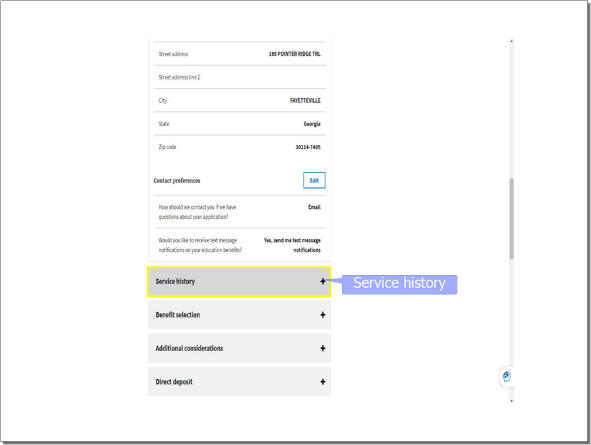 Street address 195 POINTER RIDGE TRL
Street address line 2
City FAYETTEVILLE
State Georgia
Zip code 30214-7405
Contact preferences Edit
How should we contact you if we have Email
questions about your application?
Would you like to receive text message Yes, send me text message
notifications on your education benefits? notifications
Service history +
Service history
Benefit selection +
Additional considerations +
Direct deposit +